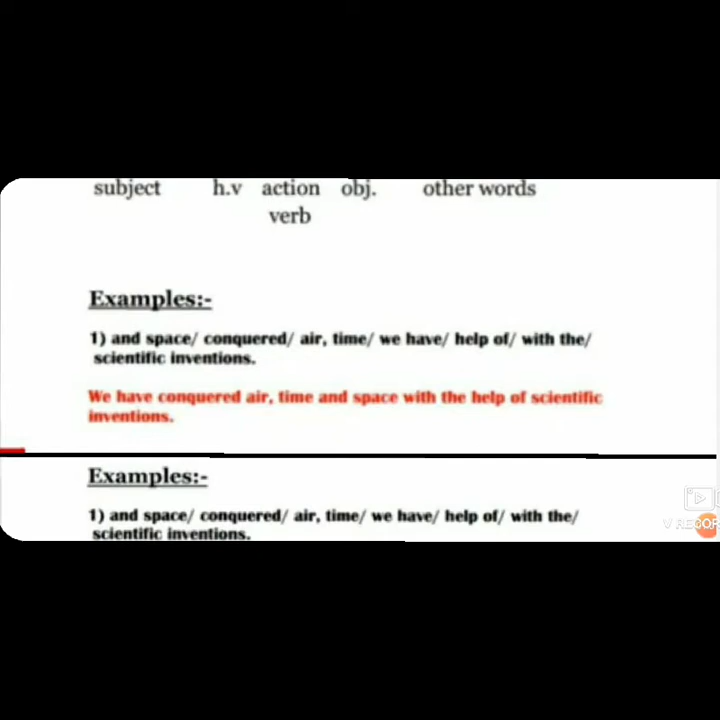 subject h.v action obj. other words
verb
Examples:-
1) and space/ conquered/ air, time/ we have/ help of/ with the/
scientific inventions.
We have conquered air, time and space with the help of scientific
inventions.
Examples:-
1) and space/ conquered/ air, time/ we have/ help of/ with the/
scientific inventions.